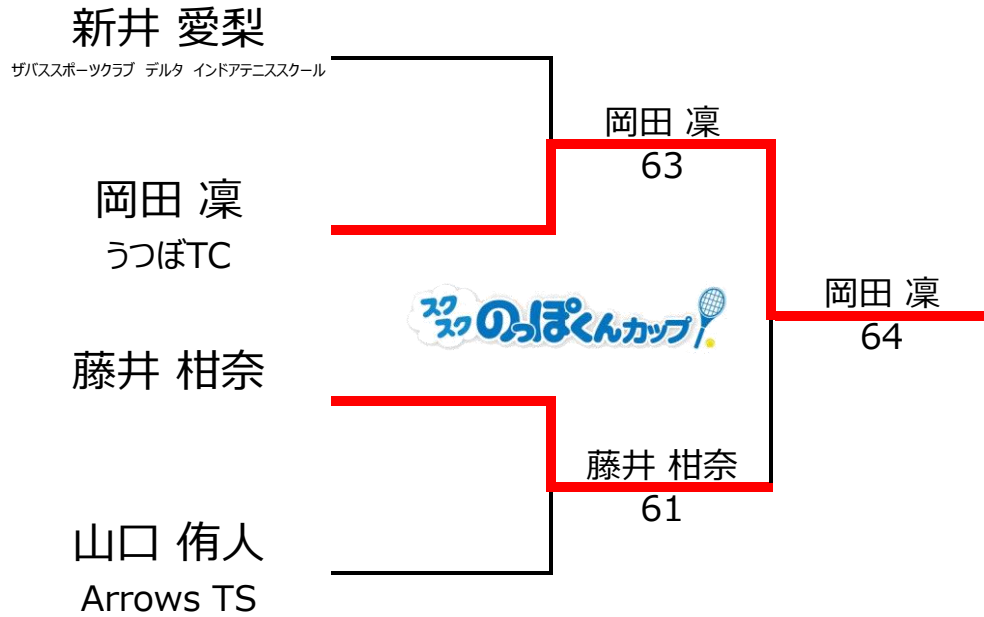 新井 愛梨
ザバススポーツクラブ デルタ インドアテニススクール
岡田 凜
63
岡田 凜
うつぼTC
スク
スク のっぽくんカップ
岡田 凜
64
藤井 柑奈
藤井 柑奈
61
山口 侑人
Arrows TS